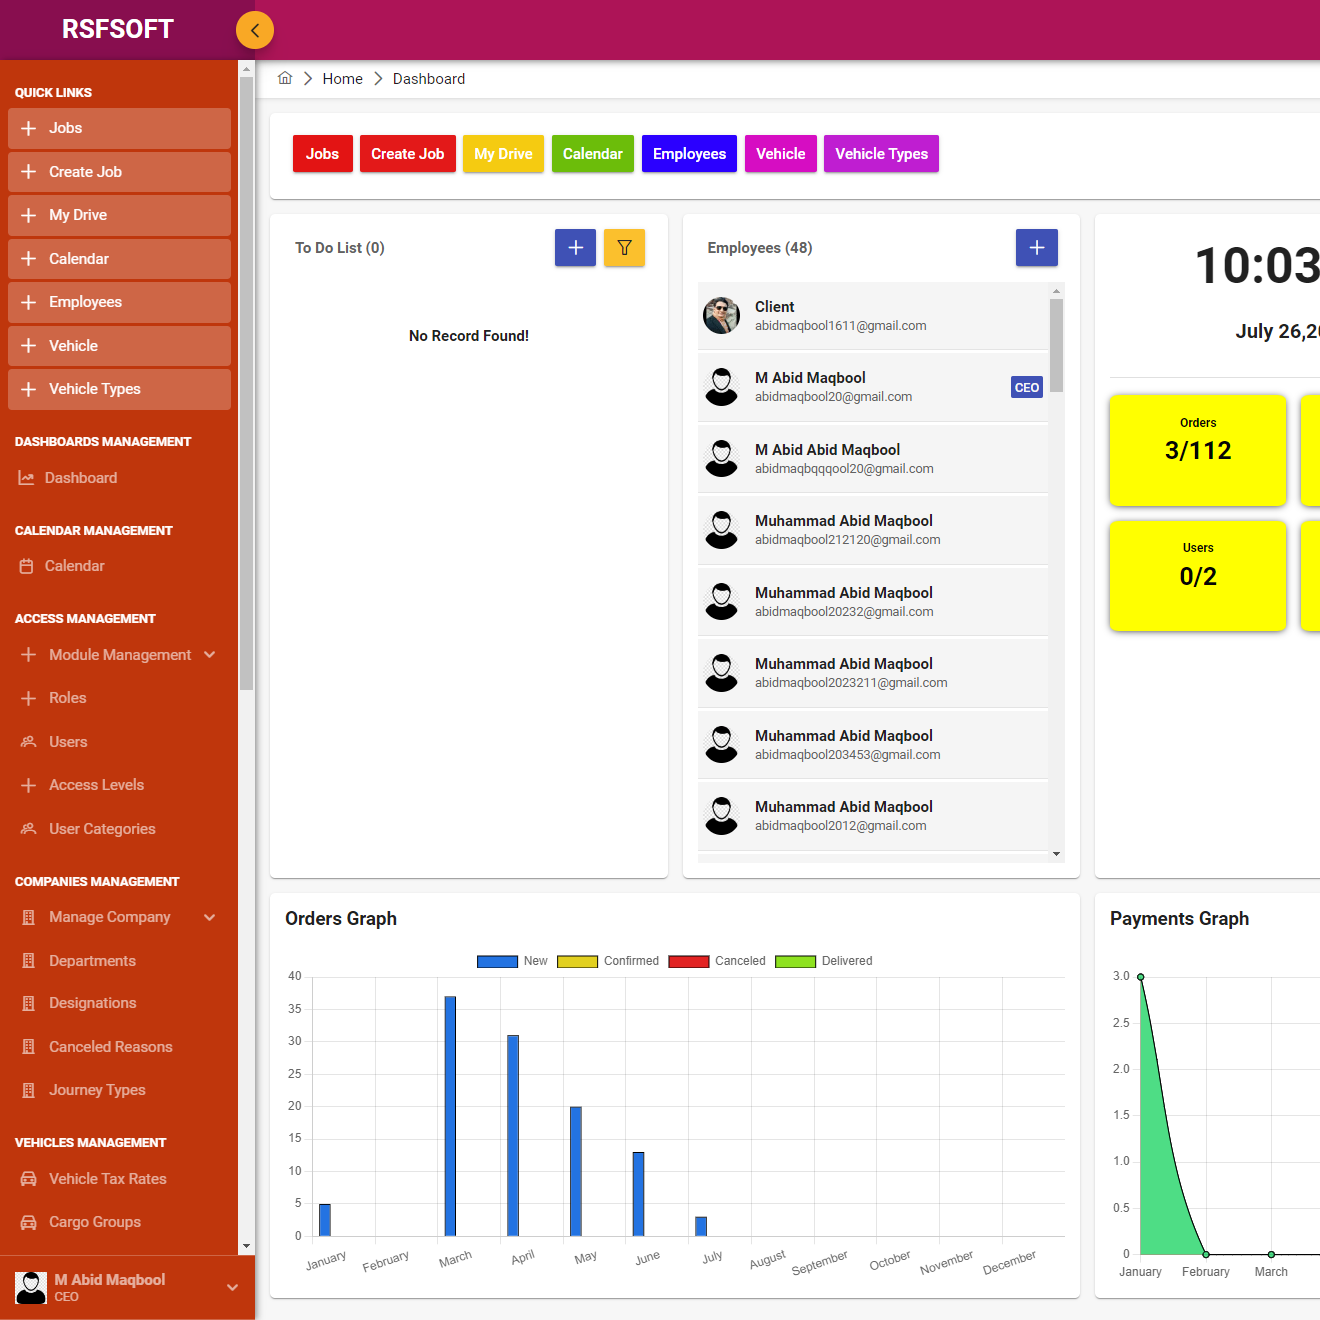 RSFSOFT
QUICK LINKS
Jobs
Create Job
My Drive
Calendar
Employees
Vehicle
Vehicle Types
DASHBOARDS MANAGEMENT
Dashboard
CALENDAR MANAGEMENT
Calendar
ACCESS MANAGEMENT
Module Management
Roles
Users
Access Levels
User Categories
COMPANIES MANAGEMENT
Manage Company
Departments
Designations
Canceled Reasons
Journey Types
VEHICLES MANAGEMENT
Vehicle Tax Rates
Cargo Groups
M Abid Maqbool
CEO
Home Dashboard
Jobs Create Job My Drive Calendar Employees Vehicle Vehicle Types
To Do List (0)
No Record Found!
Employees (48)
Client
abidmaqbool1611@gmail.com
M Abid Maqbool
abidmaqbool20@gmail.com
CEO
M Abid Abid Maqbool
abidmaqbqqqool20@gmail.com
Muhammad Abid Maqbool
abidmaqbool212120@gmail.com
Muhammad Abid Maqbool
abidmaqbool20232@gmail.com
Muhammad Abid Maqbool
abidmaqbool2023211@gmail.com
Muhammad Abid Maqbool
abidmaqbool203453@gmail.com
Muhammad Abid Maqbool
abidmaqbool2012@gmail.com
10:03
July 26,20
Orders
3/112
Users
0/2
Orders Graph
New Confirmed Canceled Delivered
40
35
30
25
20
15
10
5
0
January February March April May June July August September October November December
Payments Graph
3.0
2.5
2.0
1.5
1.0
0.5
0
January February March